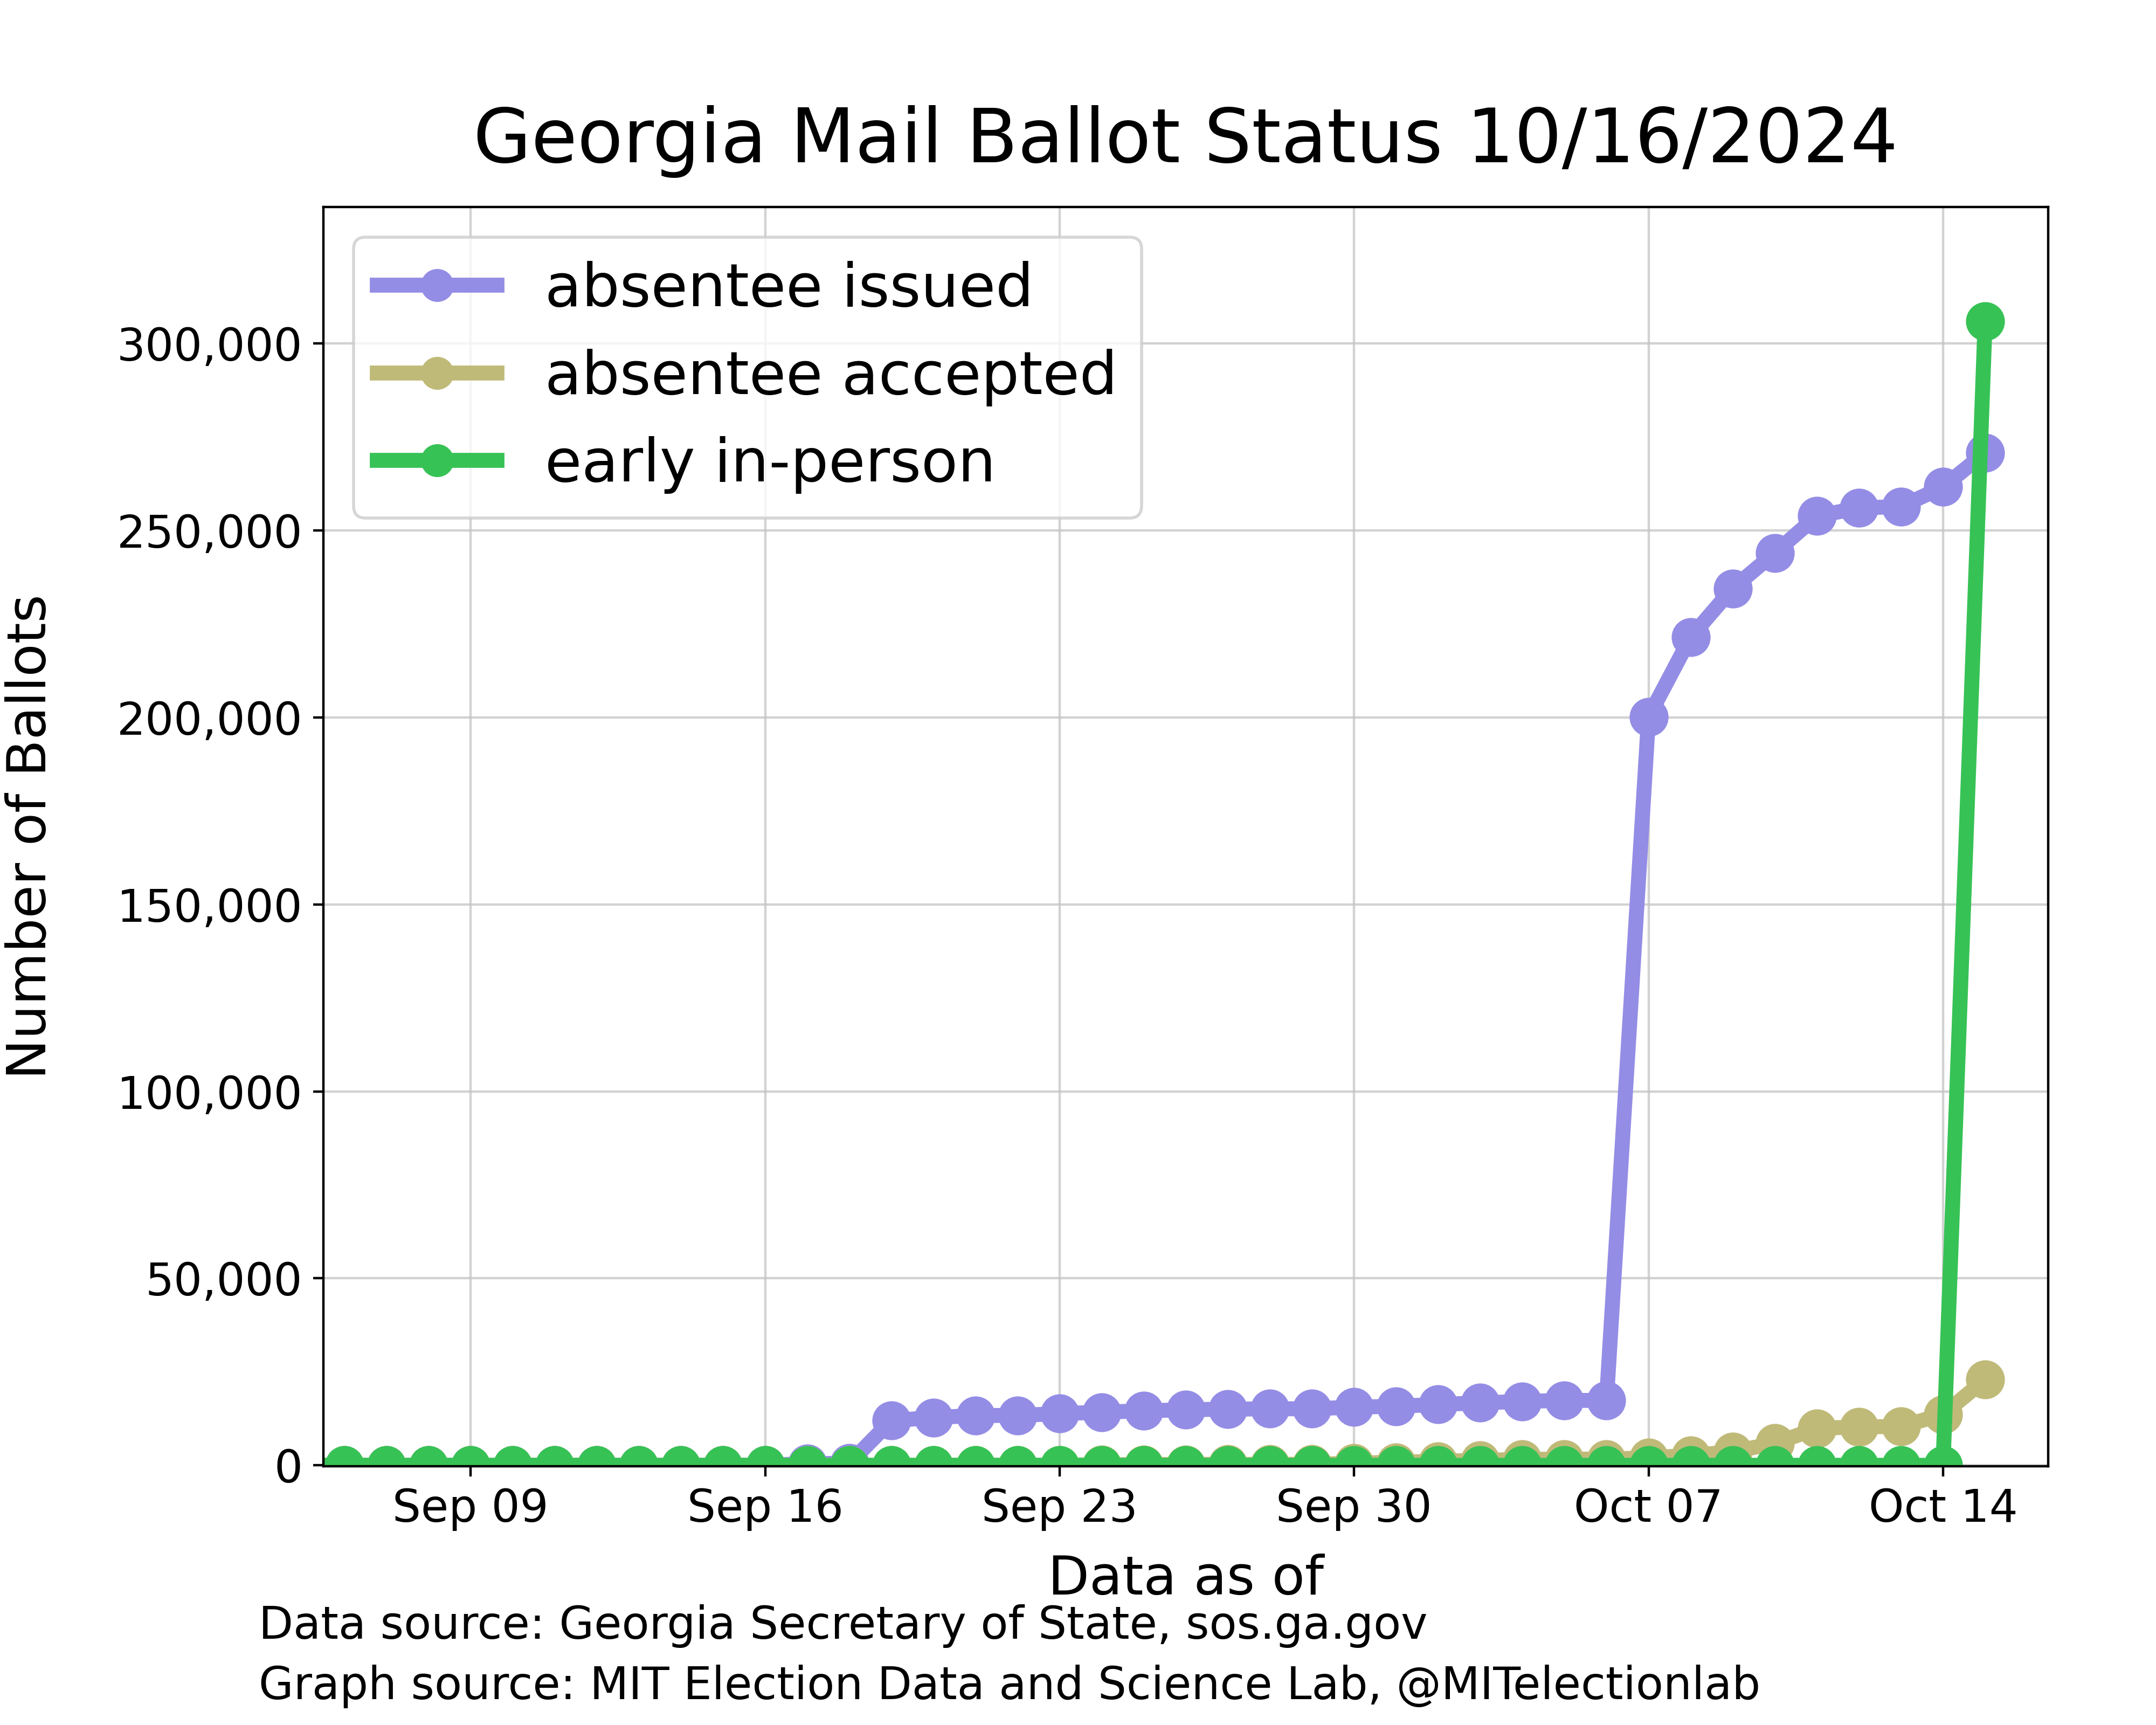 Georgia Mail Ballot Status 10/16/2024
absentee issued
absentee accepted
early in-person
Number of Ballots
300,000
250,000
200,000
150,000
100,000
50,000
0
Sep 09 Sep 16 Sep 23 Sep 30 Oct 07 Oct 14
Data as of
Data source: Georgia Secretary of State, sos.ga.gov
Graph source: MIT Election Data and Science Lab, @MITelectionlab